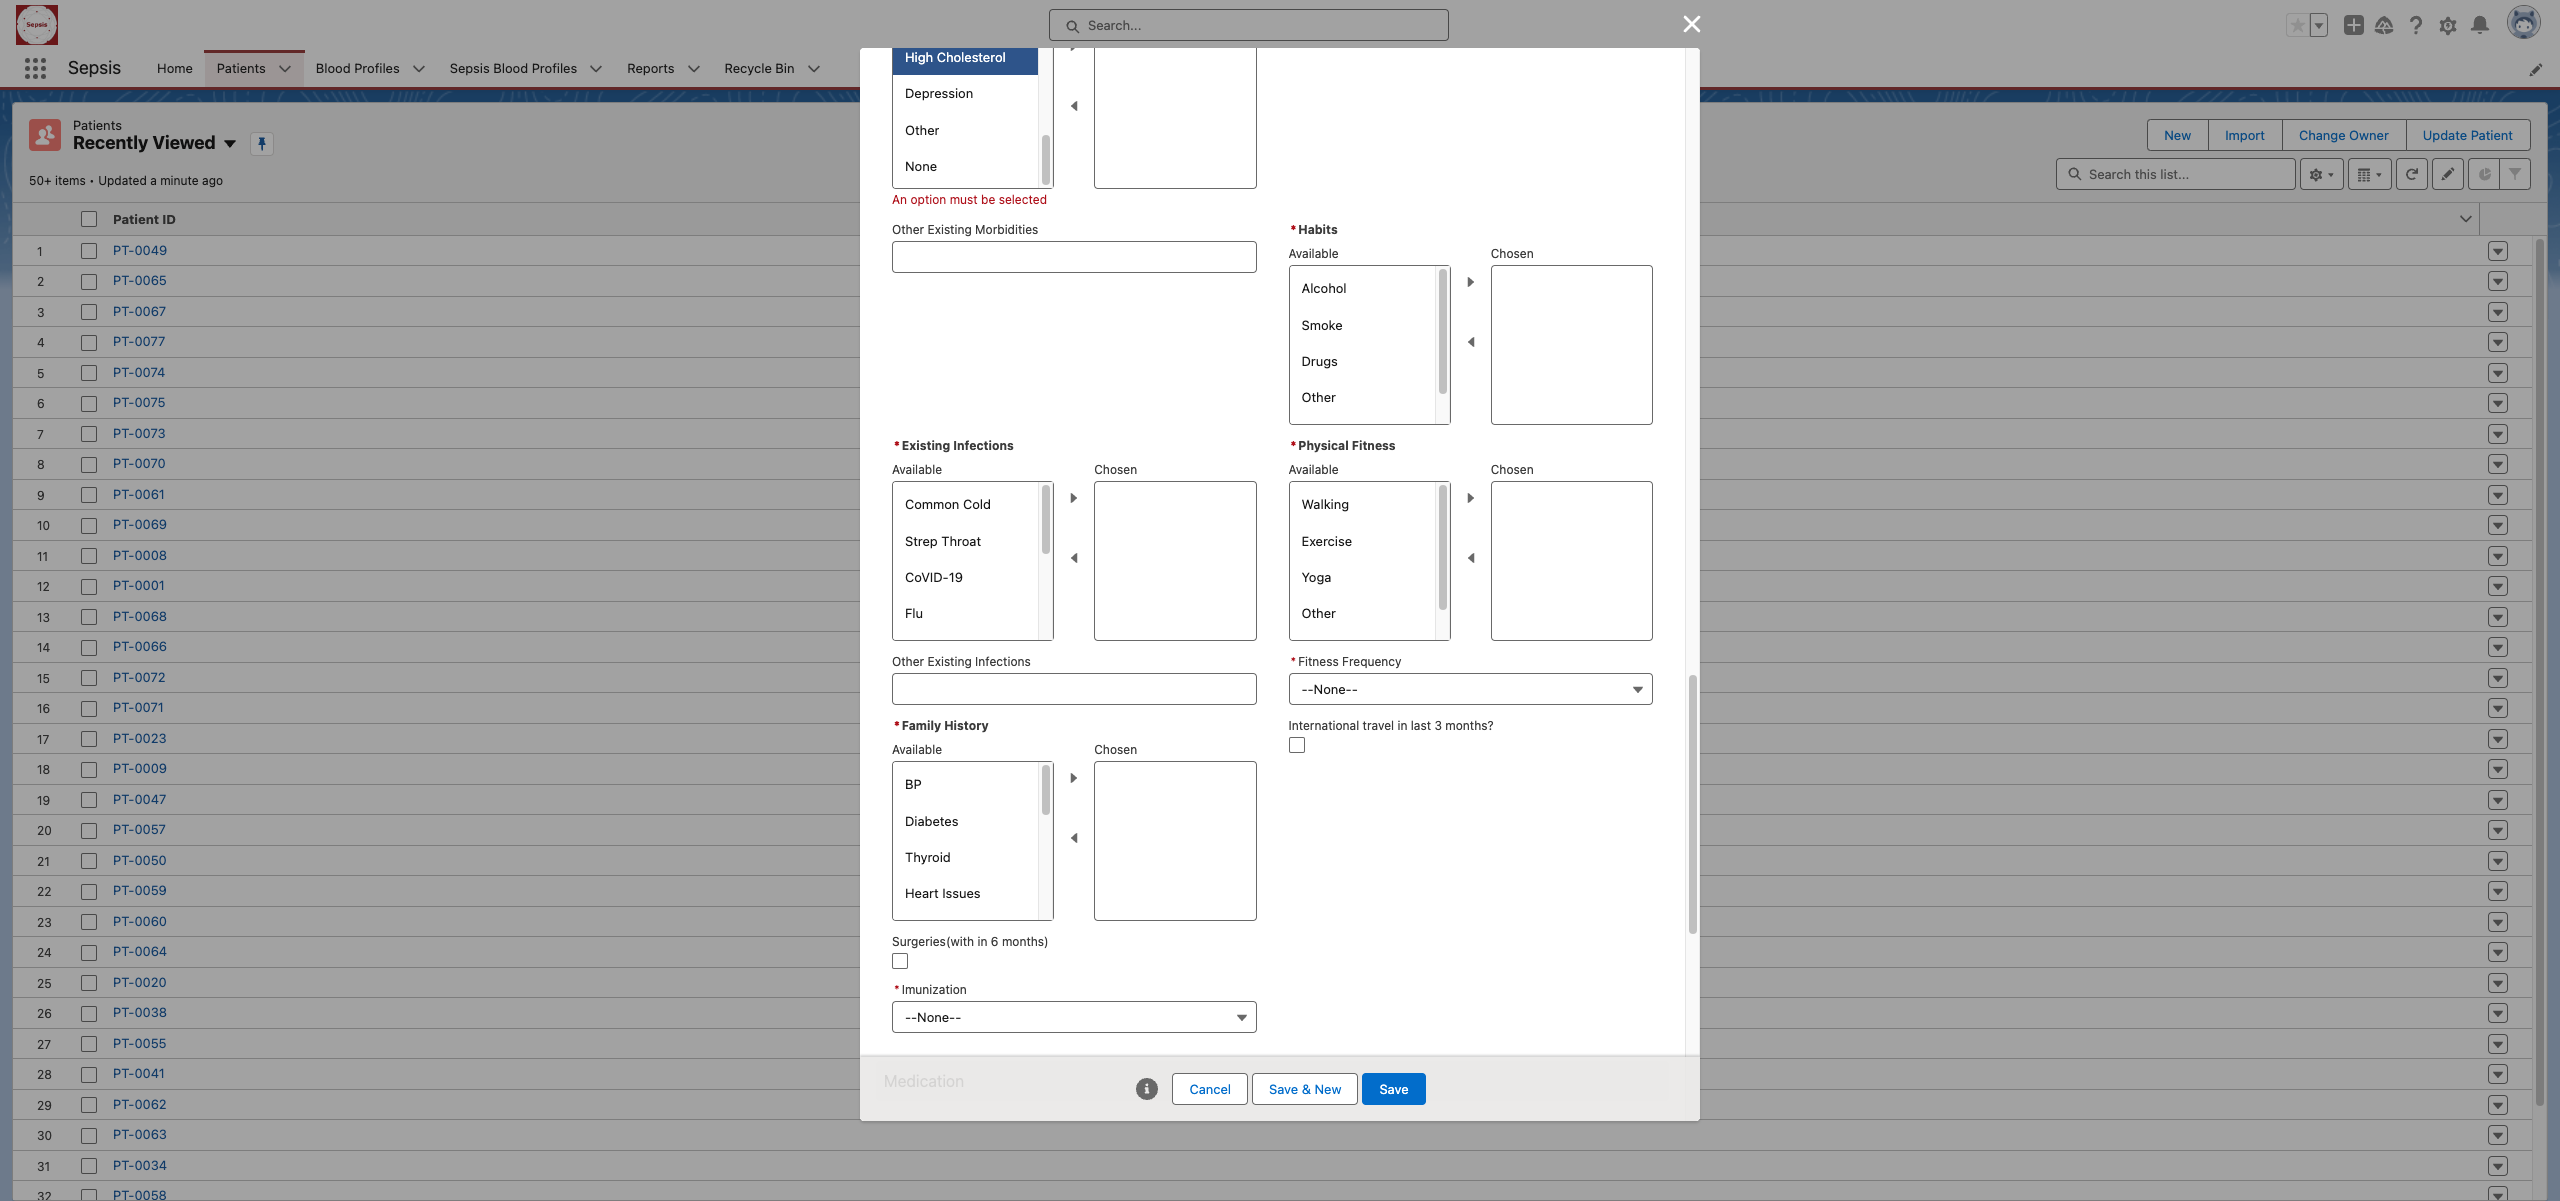 Sepsis
Search...
Sepsis
Home
Patients
Blood Profiles
Sepsis Blood Profiles
Reports
Recycle Bin
Patients
Recently Viewed
50+ items • Updated a minute ago
New
Import
Change Owner
Update Patient
Search this list...
Patient ID
1 PT-0049
2 PT-0065
3 PT-0067
4 PT-0077
5 PT-0074
6 PT-0075
7 PT-0073
8 PT-0070
9 PT-0061
10 PT-0069
11 PT-0008
12 PT-0001
13 PT-0068
14 PT-0066
15 PT-0072
16 PT-0071
17 PT-0023
18 PT-0009
19 PT-0047
20 PT-0057
21 PT-0050
22 PT-0059
23 PT-0060
24 PT-0064
25 PT-0020
26 PT-0038
27 PT-0055
28 PT-0041
29 PT-0062
30 PT-0063
31 PT-0034
32 PT-0058
High Cholesterol
Depression
Other
None
An option must be selected
Other Existing Morbidities
*Habits
Available
Chosen
Alcohol
Smoke
Drugs
Other
*Existing Infections
Available
Chosen
Common Cold
Strep Throat
CoVID-19
Flu
*Physical Fitness
Available
Chosen
Walking
Exercise
Yoga
Other
Other Existing Infections
*Fitness Frequency
--None--
*Family History
Available
Chosen
BP
Diabetes
Thyroid
Heart Issues
International travel in last 3 months?
Surgeries(with in 6 months)
*Imunization
--None--
Medication
Cancel
Save & New
Save